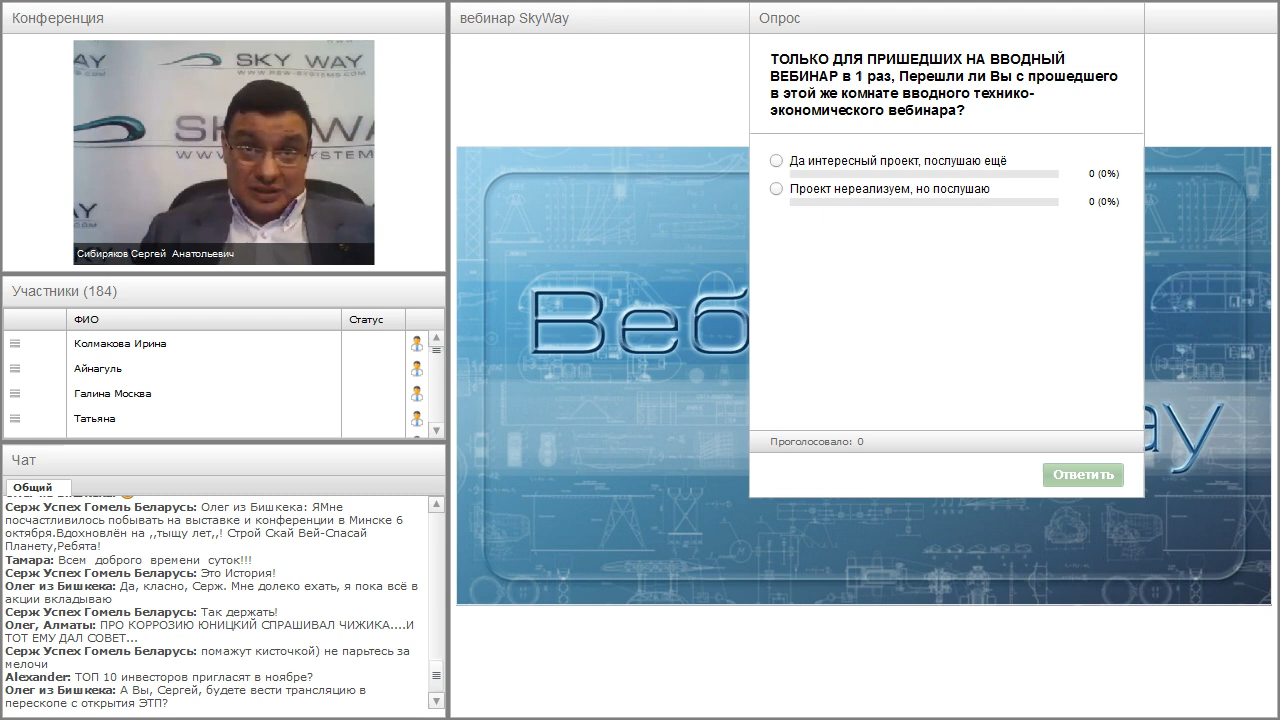 Конференция
SKY WAY
WWW.RSW-SYSTEMS.COM
SKY WA
WAY
Сибиряков Сергей Анатольевич
Участники (184)
ФИО
Статус
Колмакова Ирина
Айнагуль
Галина Москва
Татьяна
Чат
Общий
Серж Успех Гомель Беларусь: Олег из Бишкека: ЯМне
посчастливилось побывать на выставке и конференции в Минске 6
октября.Вдохновлён на ,,тыщу лет,,! Строй Скай Вей-Спасай
Планету,Ребята!
Тамара: Всем доброго времени суток!!!
Серж Успех Гомель Беларусь: Это История!
Олег из Бишкека: Да, класно, Серж. Мне долеко ехать, я пока всё в
акции вкладываю
Серж Успех Гомель Беларусь: Так держать!
Олег, Алматы: ПРО КОРРОЗИЮ ЮНИЦКИЙ СПРАШИВАЛ ЧИЖИКА....И
ТОТ ЕМУ ДАЛ СОВЕТ...
Серж Успех Гомель Беларусь: помажут кисточкой) не парьтесь за
мелочи
Alexander: ТОП 10 инвесторов пригласят в ноябре?
Олег из Бишкека: А Вы, Сергей, будете вести трансляцию в
перескопе с открытия ЭТП?
вебинар SkyWay
Веб
ay
Опрос
ТОЛЬКО ДЛЯ ПРИШЕДШИХ НА ВВОДНЫЙ
ВЕБИНАР в 1 раз, Перешли ли Вы с прошедшего
в этой же комнате вводного технико-
экономического вебинара?
Да интересный проект, послушаю ещё
0 (0%)
Проект нереализуем, но послушаю
0 (0%)
Проголосовало: 0
Ответить